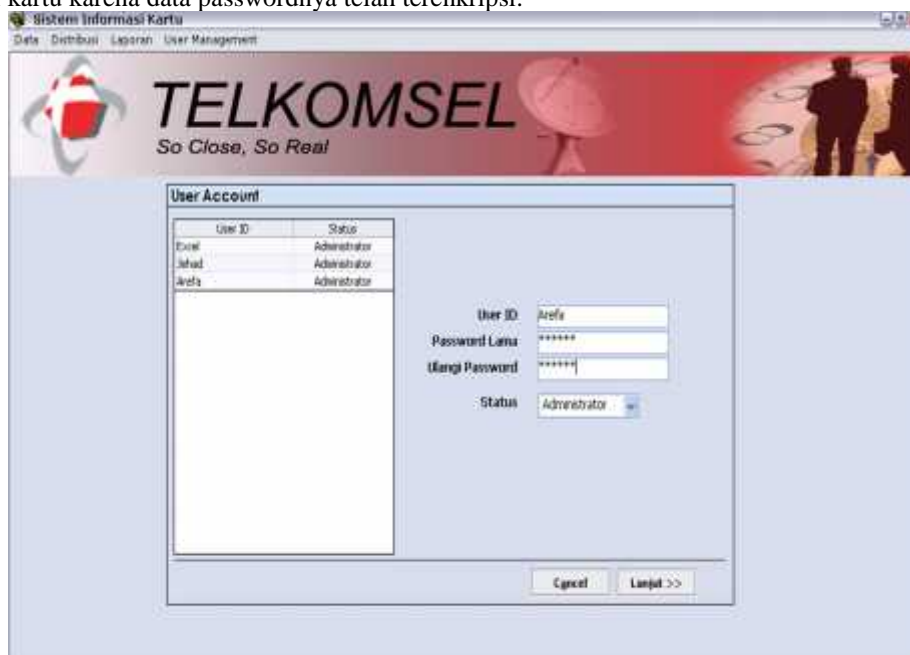 kartu karena data passwordnya telah terenkripsi.
Sistem Informasi Kartu
Data Distribusi Laporan User Management
TELKOMSEL
So Close, So Real
User Account
User ID Status
Excel Administrator
Jehad Administrator
Arefa Administrator
User ID Arefa
Password Lama ******
Ulangi Password ******
Status Administrator
Cancel Lanjut >>